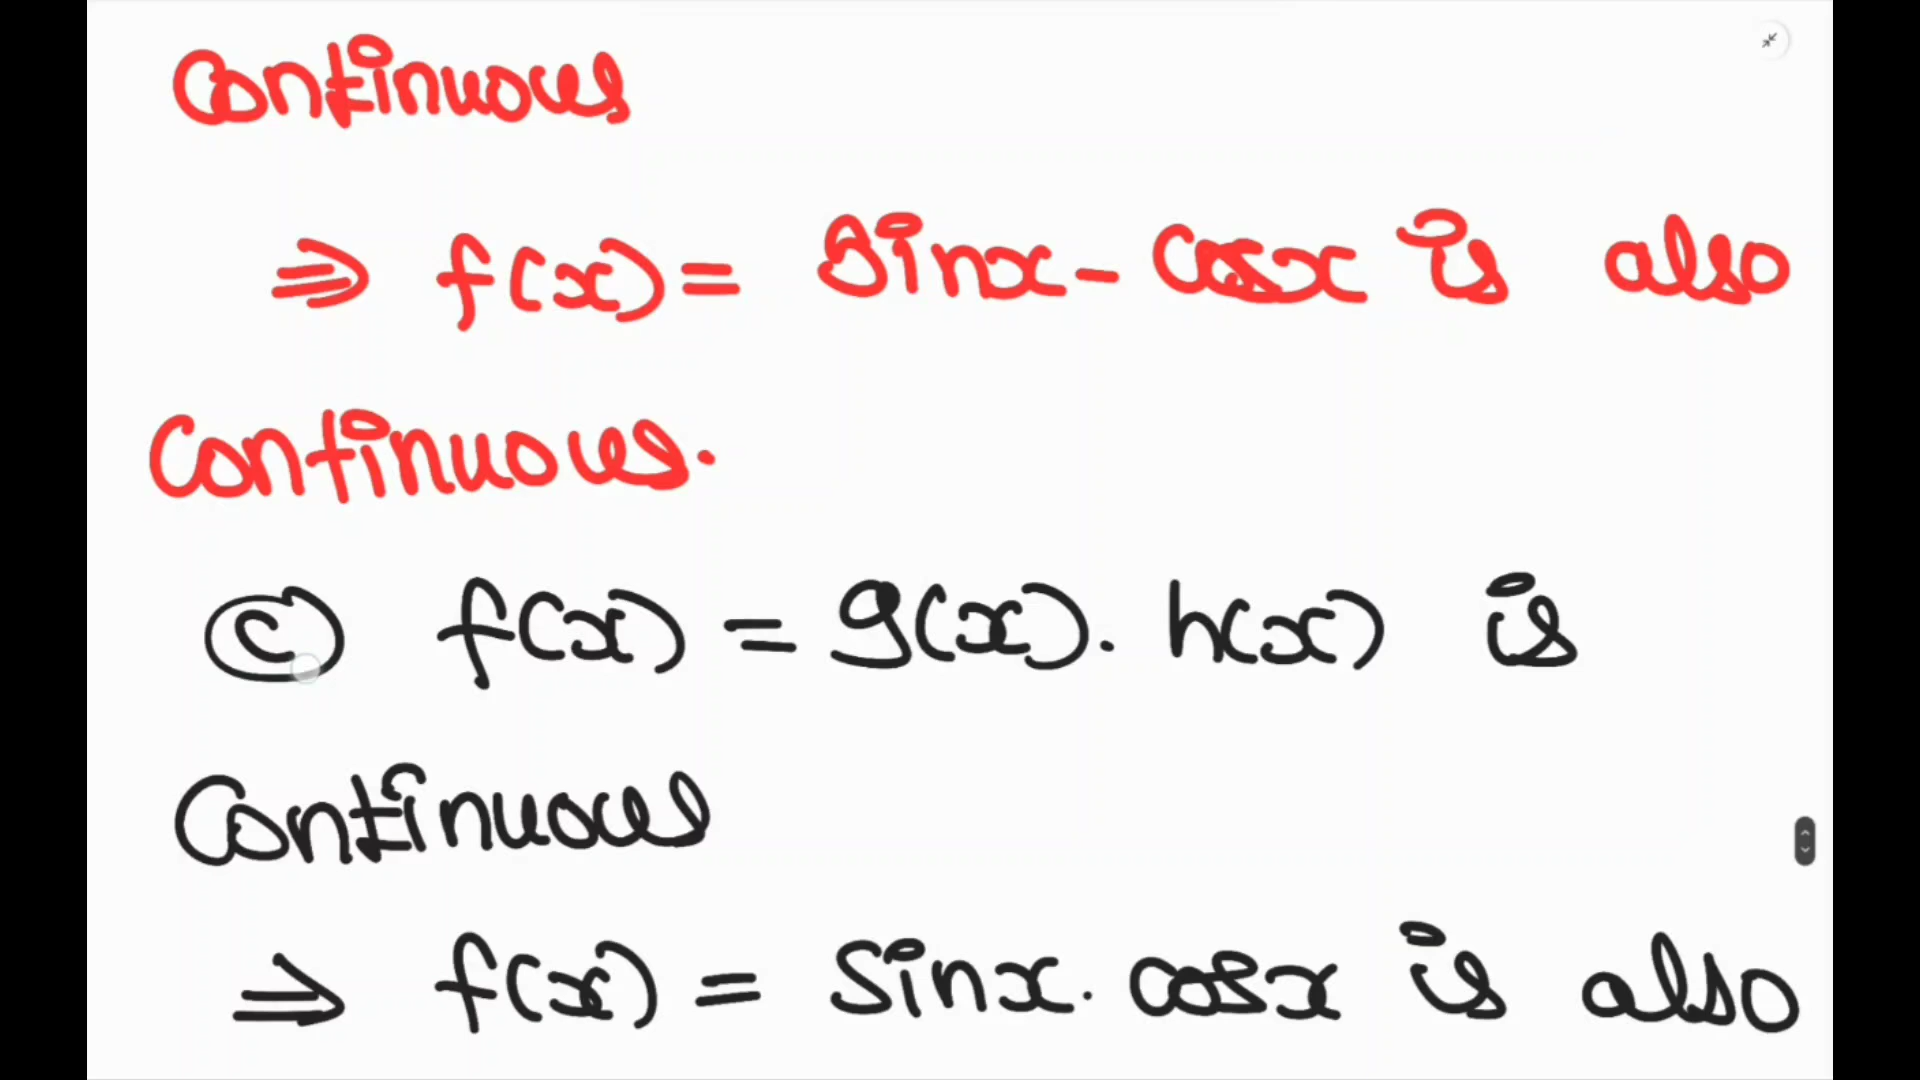 Continuous
⇒ f(x) = Sinx - Cosx is also
Continuous.
Ⓒ f(x) = g(x). h(x) is
Continuous
⇒ f(x) = Sinx. cosx is also